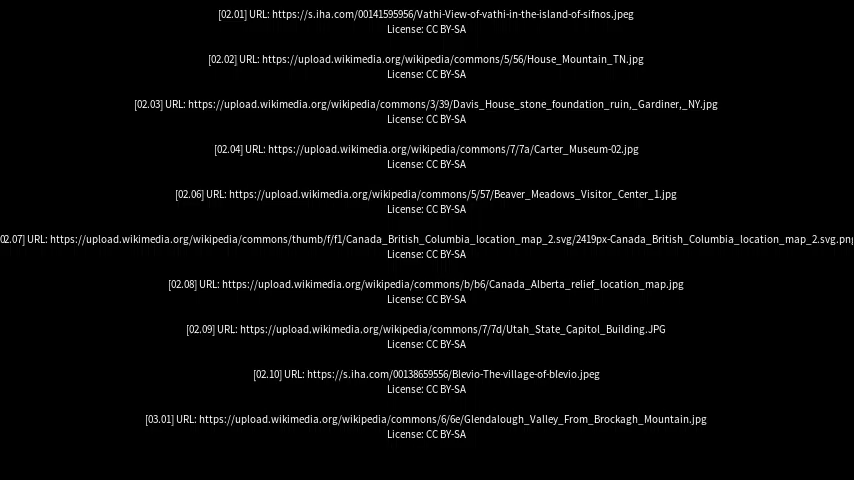 [02.01] URL: https://s.iha.com/00141595956/Vathi-View-of-vathi-in-the-island-of-sifnos.jpeg
License: CC BY-SA
[02.02] URL: https://upload.wikimedia.org/wikipedia/commons/5/56/House_Mountain_TN.jpg
License: CC BY-SA
[02.03] URL: https://upload.wikimedia.org/wikipedia/commons/3/39/Davis_House_stone_foundation_ruin,_Gardiner,_NY.jpg
License: CC BY-SA
[02.04] URL: https://upload.wikimedia.org/wikipedia/commons/7/7a/Carter_Museum-02.jpg
License: CC BY-SA
[02.06] URL: https://upload.wikimedia.org/wikipedia/commons/5/57/Beaver_Meadows_Visitor_Center_1.jpg
License: CC BY-SA
02.07] URL: https://upload.wikimedia.org/wikipedia/commons/thumb/f/f1/Canada_British_Columbia_location_map_2.svg/2419px-Canada_British_Columbia_location_map_2.svg.png
License: CC BY-SA
[02.08] URL: https://upload.wikimedia.org/wikipedia/commons/b/b6/Canada_Alberta_relief_location_map.jpg
License: CC BY-SA
[02.09] URL: https://upload.wikimedia.org/wikipedia/commons/7/7d/Utah_State_Capitol_Building.JPG
License: CC BY-SA
[02.10] URL: https://s.iha.com/00138659556/Blevio-The-village-of-blevio.jpeg
License: CC BY-SA
[03.01] URL: https://upload.wikimedia.org/wikipedia/commons/6/6e/Glendalough_Valley_From_Brockagh_Mountain.jpg
License: CC BY-SA